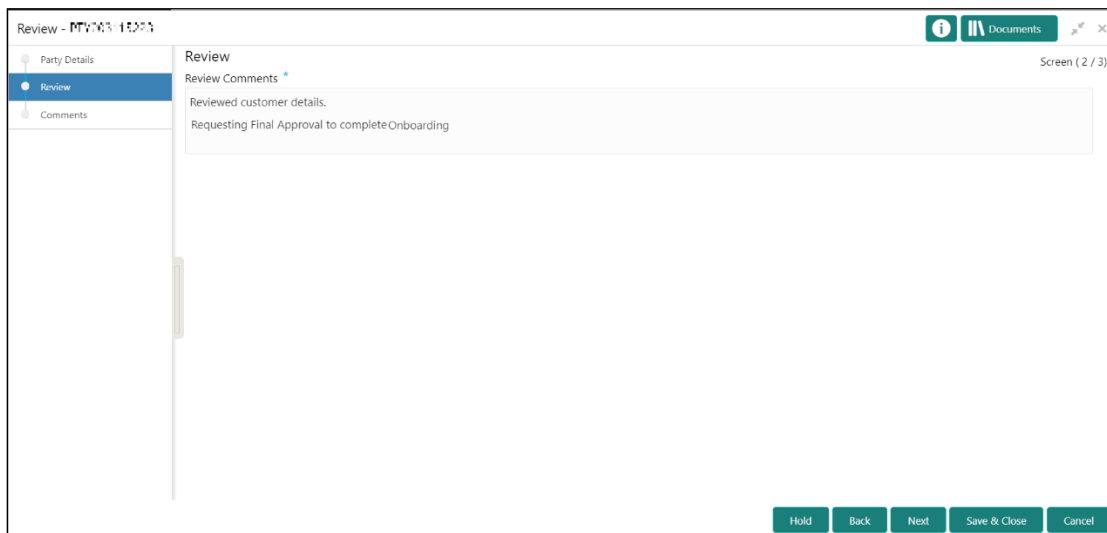 Review -
Documents
Party Details
Review
Comments
Review
Screen ( 2 / 3)
Review Comments *
Reviewed customer details.
Requesting Final Approval to complete Onboarding
Hold
Back
Next
Save & Close
Cancel